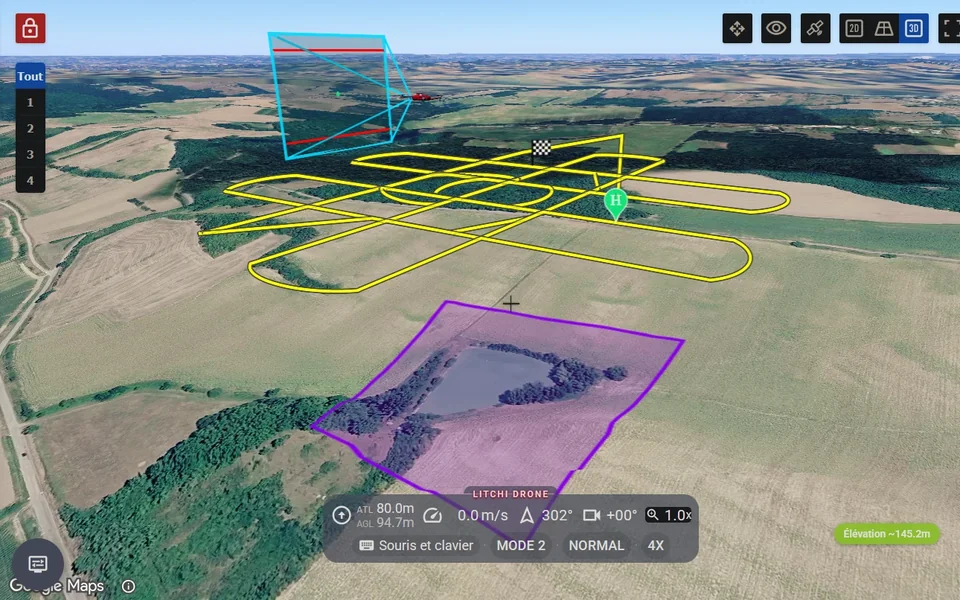 2D
3D
Tout
1
2
3
4
H
LITCHI DRONE
ATL 80.0m
AGL 94.7m
0.0 m/s
302°
+00°
1.0x
Souris et clavier
MODE 2
NORMAL
4X
Élévation ~145.2m
Google Maps